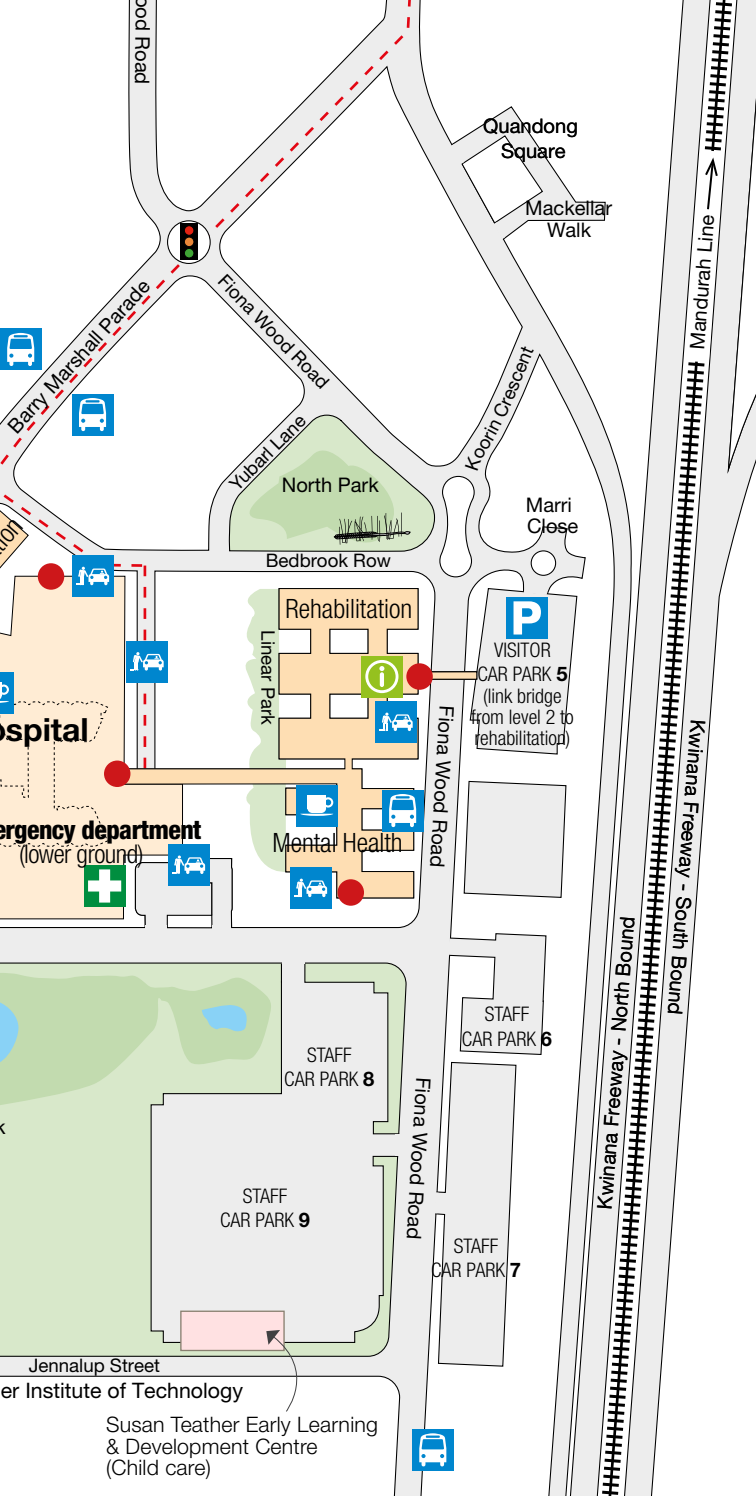 ood Road
Quandong
Square
Mackellar
Walk
Mandurah Line
Barry Marshall Parade
Fiona Wood Road
Koorin Crescent
Yubarl Lane
North Park
Marri
Close
Bedbrook Row
Rehabilitation
P
VISITOR
CAR PARK 5
(link bridge
from level 2 to
rehabilitation)
Linear Park
i
ospital
Fiona Wood Road
Kwinana Freeway - South Bound
ergency department
(lower ground)
Mental Health
Kwinana Freeway - North Bound
STAFF
CAR PARK 6
STAFF
CAR PARK 8
Fiona Wood Road
k
STAFF
CAR PARK 9
STAFF
CAR PARK 7
Jennalup Street
er Institute of Technology
Susan Teather Early Learning
& Development Centre
(Child care)